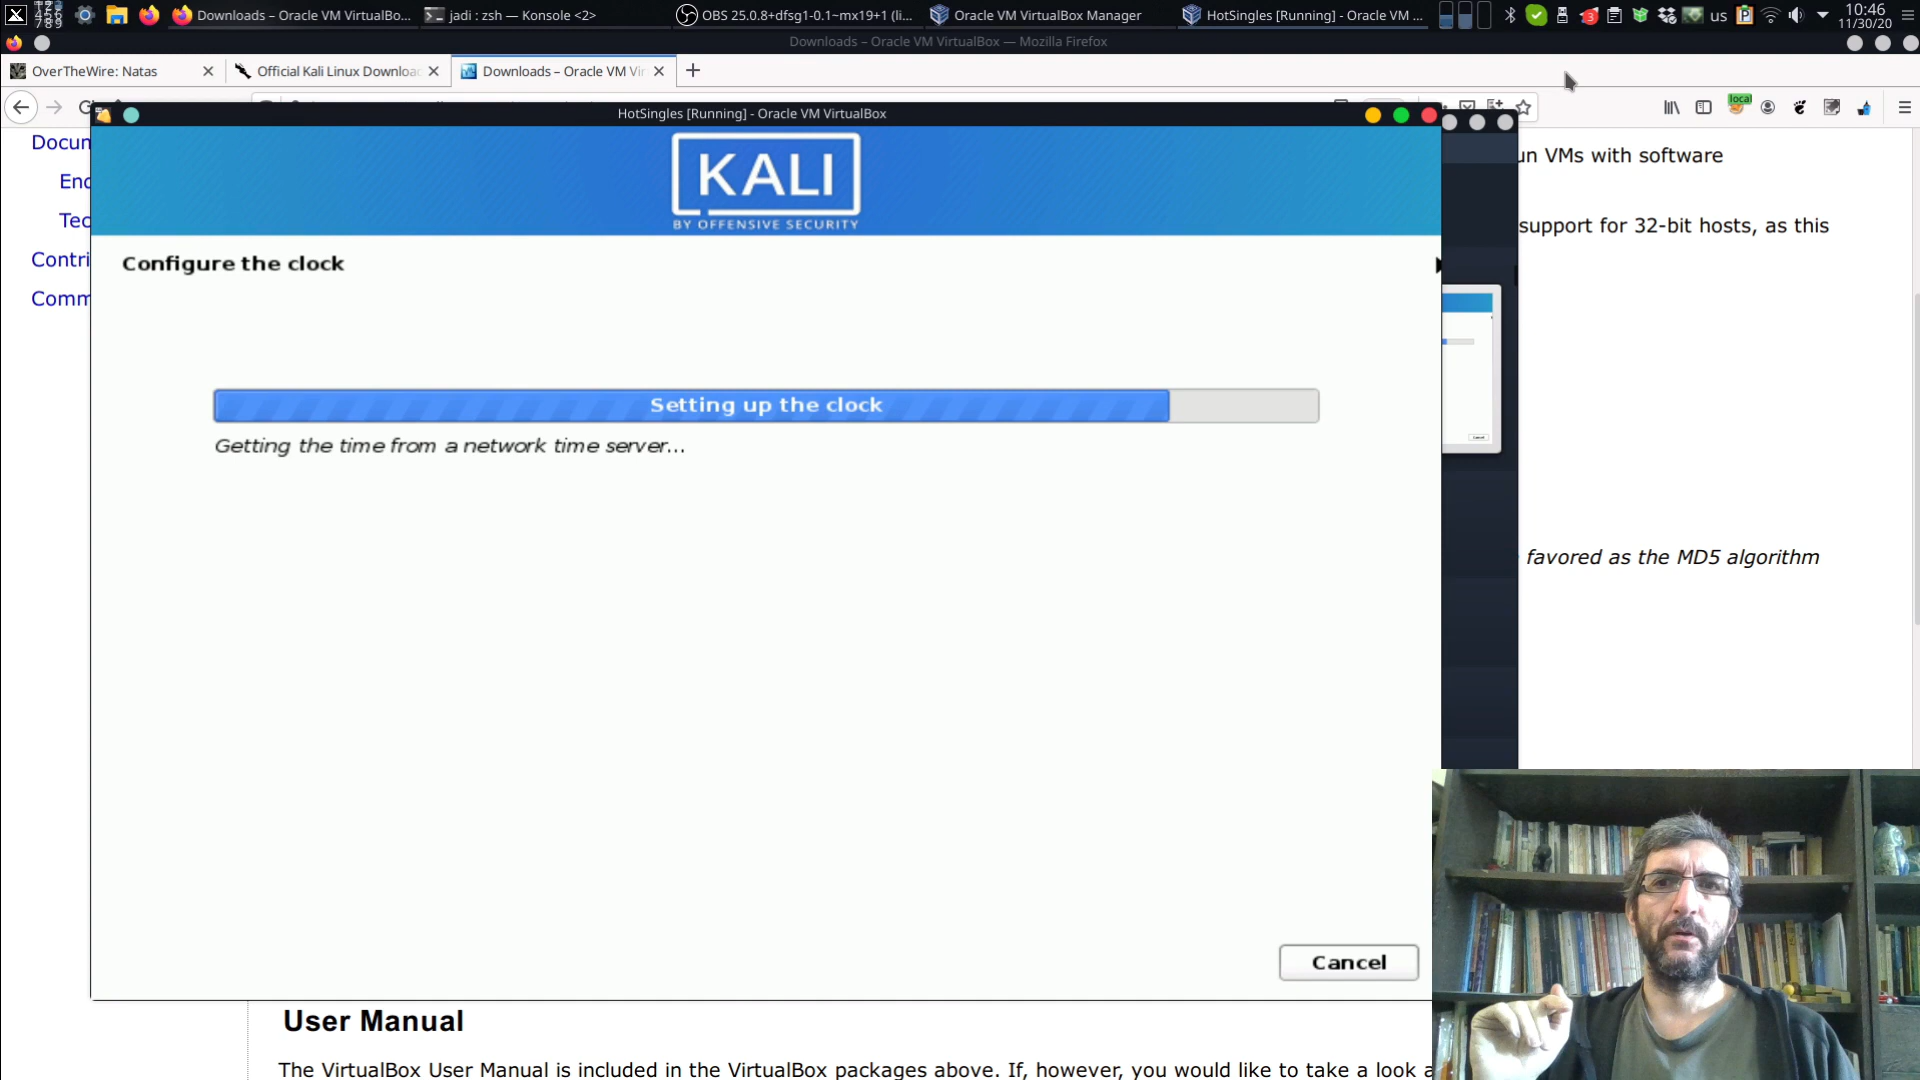 Downloads – Oracle VM VirtualBo...
jadi : zsh — Konsole <2>
OBS 25.0.8+dfsg1-0.1~mx19+1 (li...
Oracle VM VirtualBox Manager
HotSingles [Running] - Oracle VM ...
us
10:46
11/30/20
Downloads – Oracle VM VirtualBox — Mozilla Firefox
OverTheWire: Natas
Official Kali Linux Downloa
Downloads – Oracle VM Vir
local
HotSingles [Running] - Oracle VM VirtualBox
KALI
BY OFFENSIVE SECURITY
Docum
End
Tec
Contri
Comm
un VMs with software
support for 32-bit hosts, as this
Configure the clock
Setting up the clock
Getting the time from a network time server...
favored as the MD5 algorithm
Cancel
User Manual
The VirtualBox User Manual is included in the VirtualBox packages above. If, however, you would like to take a look a